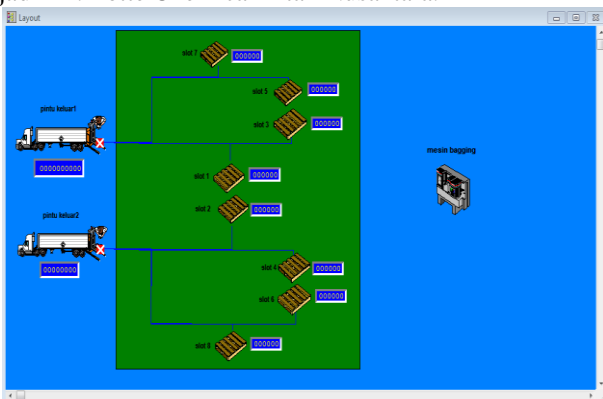 Layout
slot 7
000000
slot 5
000000
pintu keluar1
slot 3
000000
mesin bagging
0000000000
slot 1
000000
slot 2
000000
pintu keluar2
slot 4
000000
00000000
slot 6
000000
slot 8
000000